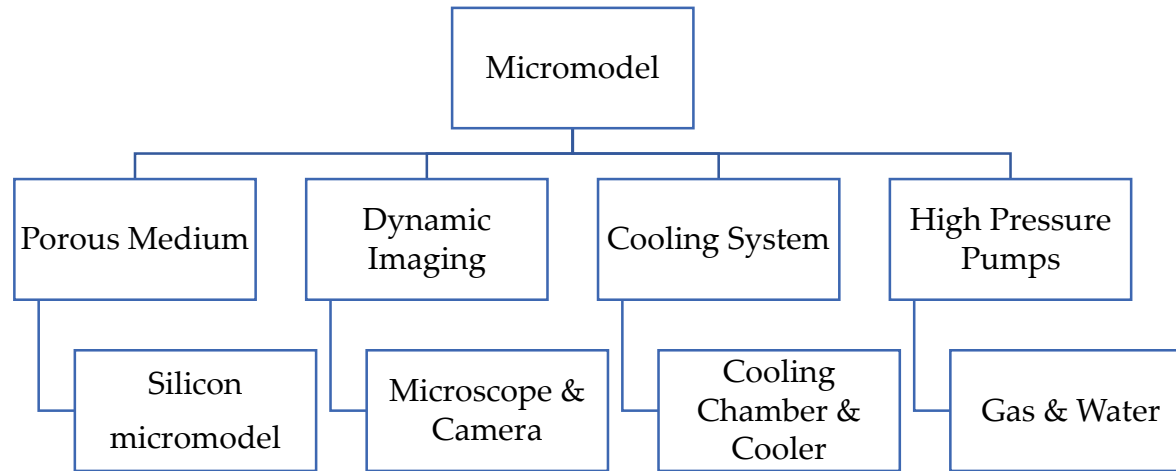 Micromodel
Porous Medium
Dynamic
Imaging
Cooling System
High Pressure
Pumps
Silicon
micromodel
Microscope &
Camera
Cooling
Chamber &
Cooler
Gas & Water